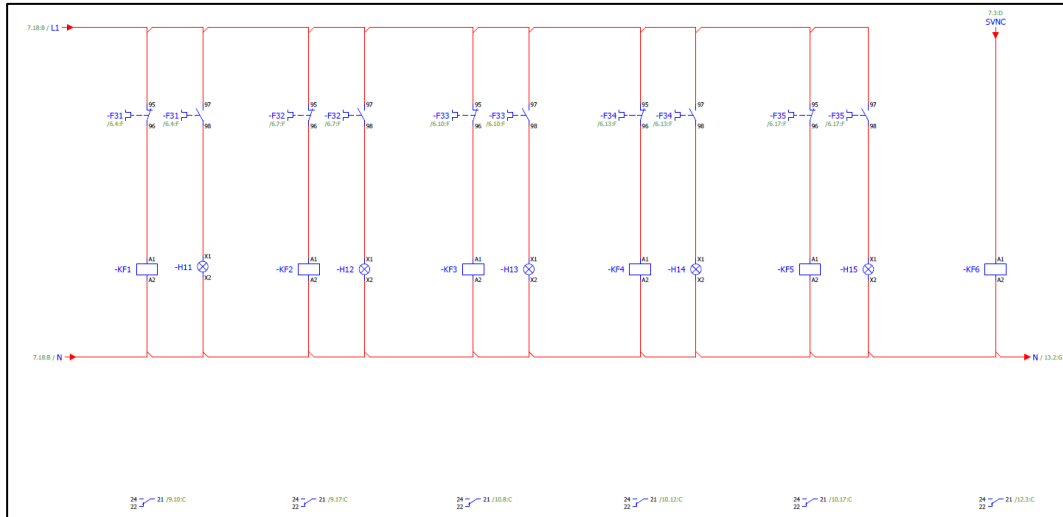 7.3:D
SVNC
7.18:B / L1
95 97 95 97 95 97 95 97 95 97
-F31 -F31 -F32 -F32 -F33 -F33 -F34 -F34 -F35 -F35
/6.4:F /6.4:F /6.7:F /6.7:F /6.10:F /6.10:F /6.13:F /6.13:F /6.17:F /6.17:F
96 98 96 98 96 98 96 98 96 98
A1 X1 A1 X1 A1 X1 A1 X1 A1 X1 A1
-KF1 -H11 -KF2 -H12 -KF3 -H13 -KF4 -H14 -KF5 -H15 -KF6
A2 X2 A2 X2 A2 X2 A2 X2 A2 X2 A2
7.18:B / N N / 13.2:G
24 21 /9.10:C 24 21 /9.17:C 24 21 /10.8:C 24 21 /10.12:C 24 21 /10.17:C 24 21 /12.3:C
22 22 22 22 22 22